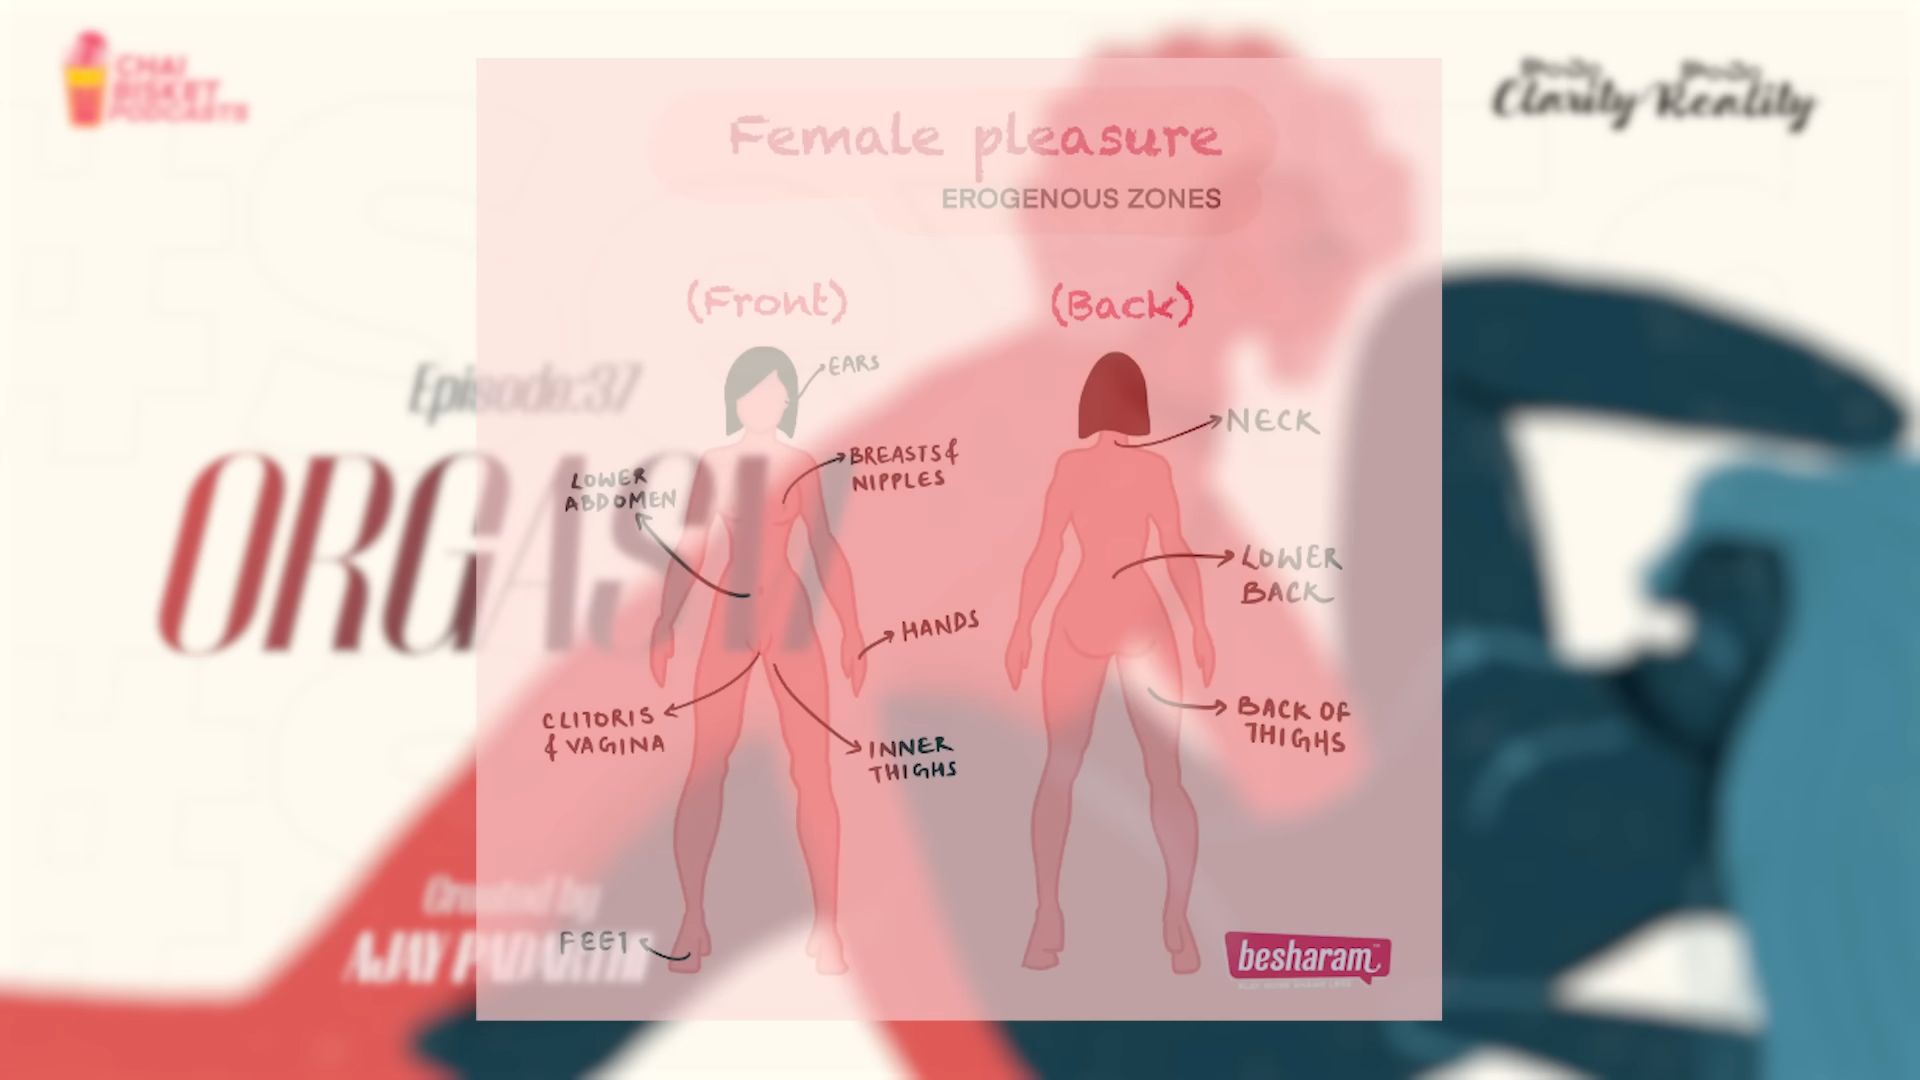 CHAI
BISKET
PODCASTS
Clarity Reality
Female pleasure
EROGENOUS ZONES
(Front)
(Back)
EARS
Episode:37
NECK
BREASTS &
NIPPLES
LOWER
ABDOMEN
ORGASM
LOWER
BACK
HANDS
CLITORIS
& VAGINA
BACK OF
THIGHS
INNER
THIGHS
Created by
FEET
AJAY
besharam